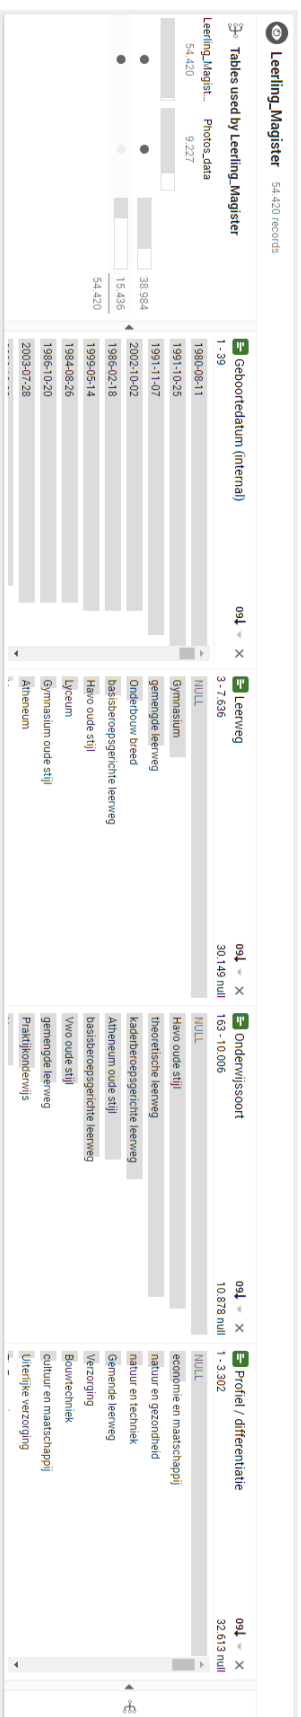 Leerling_Magister 54.420 records
Tables used by Leerling_Magister
Leerling_Magist... Photos_data
54.420 9.227
38.984
15.436
54.420
Geboortedatum (internal)
1 - 39
1980-08-11
1991-10-25
1991-11-07
2002-10-02
1986-02-18
1999-05-14
1984-08-26
1986-10-20
2003-07-28
Leerweg
3 - 7.636 30.149 null
NULL
Gymnasium
gemengde leerweg
Onderbouw breed
basisberoepsgerichte leerweg
Havo oude stijl
Lyceum
Gymnasium oude stijl
Atheneum
Onderwijssoort
163 - 10.006 10.878 null
NULL
Havo oude stijl
theoretische leerweg
kaderberoepsgerichte leerweg
Atheneum oude stijl
basisberoepsgerichte leerweg
Vwo oude stijl
gemengde leerweg
Praktijkonderwijs
Profiel / differentiatie
1 - 3.302 32.613 null
NULL
economie en maatschappij
natuur en gezondheid
natuur en techniek
Gemende leerweg
Verzorging
Bouwtechniek
cultuur en maatschappij
Uiterlijke verzorging